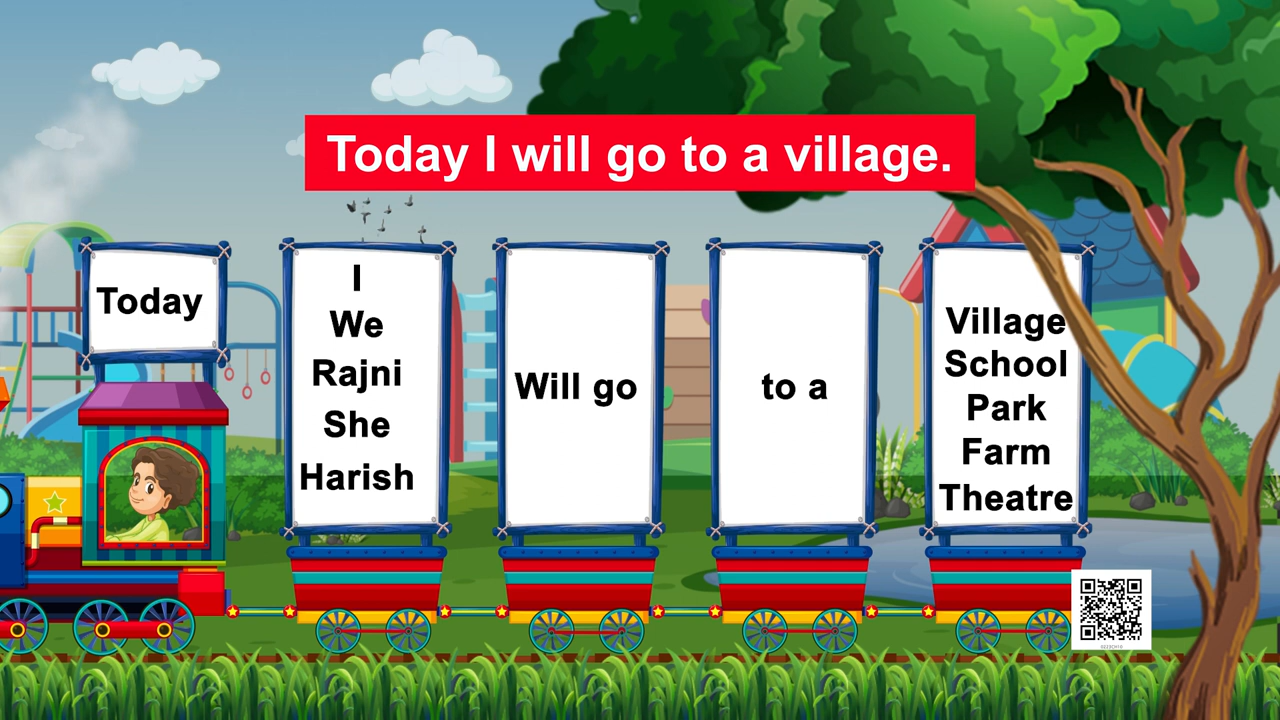 Today I will go to a village.
Today
I
We
Rajni
She
Harish
Will go
to a
Village
School
Park
Farm
Theatre